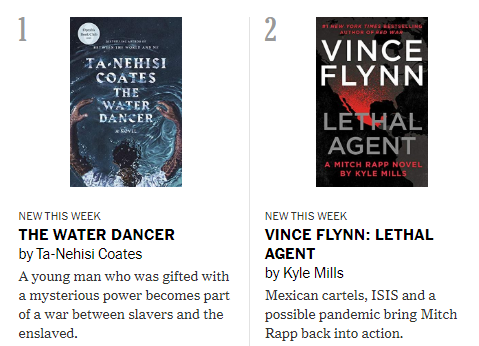 1
BESTSELLING AUTHOR OF
BETWEEN THE WORLD AND ME
TA-NEHISI
COATES
THE
WATER
DANCER
A NOVEL
NEW THIS WEEK
THE WATER DANCER
by Ta-Nehisi Coates
A young man who was gifted with
a mysterious power becomes part
of a war between slavers and the
enslaved.
2
#1 NEW YORK TIMES BESTSELLING
AUTHOR OF RED WAR
VINCE
FLYNN
LETHAL
AGENT
A MITCH RAPP NOVEL
BY KYLE MILLS
NEW THIS WEEK
VINCE FLYNN: LETHAL
AGENT
by Kyle Mills
Mexican cartels, ISIS and a
possible pandemic bring Mitch
Rapp back into action.